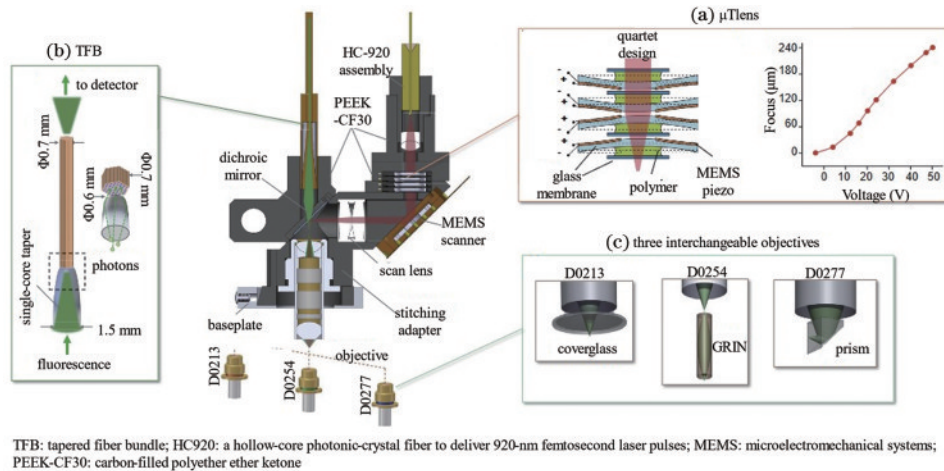 (b) TFB
to detector
Φ0.7 mm
Φ0.6 mm
Φ0.7 mm
single-core taper
photons
1.5 mm
fluorescence
HC-920
assembly
PEEK
-CF30
dichroic
mirror
MEMS
scanner
scan lens
stitching
adapter
baseplate
objective
D0213
D0254
D0277
(a) μTlens
quartet
design
-
+
-
+
-
+
-
+
-
glass
membrane
polymer
MEMS
piezo
Focus (μm)
240
180
120
60
0
0 10 20 30 40 50
Voltage (V)
(c) three interchangeable objectives
D0213
D0254
D0277
coverglass
GRIN
prism
TFB: tapered fiber bundle; HC920: a hollow-core photonic-crystal fiber to deliver 920-nm femtosecond laser pulses; MEMS: microelectromechanical systems;
PEEK-CF30: carbon-filled polyether ether ketone